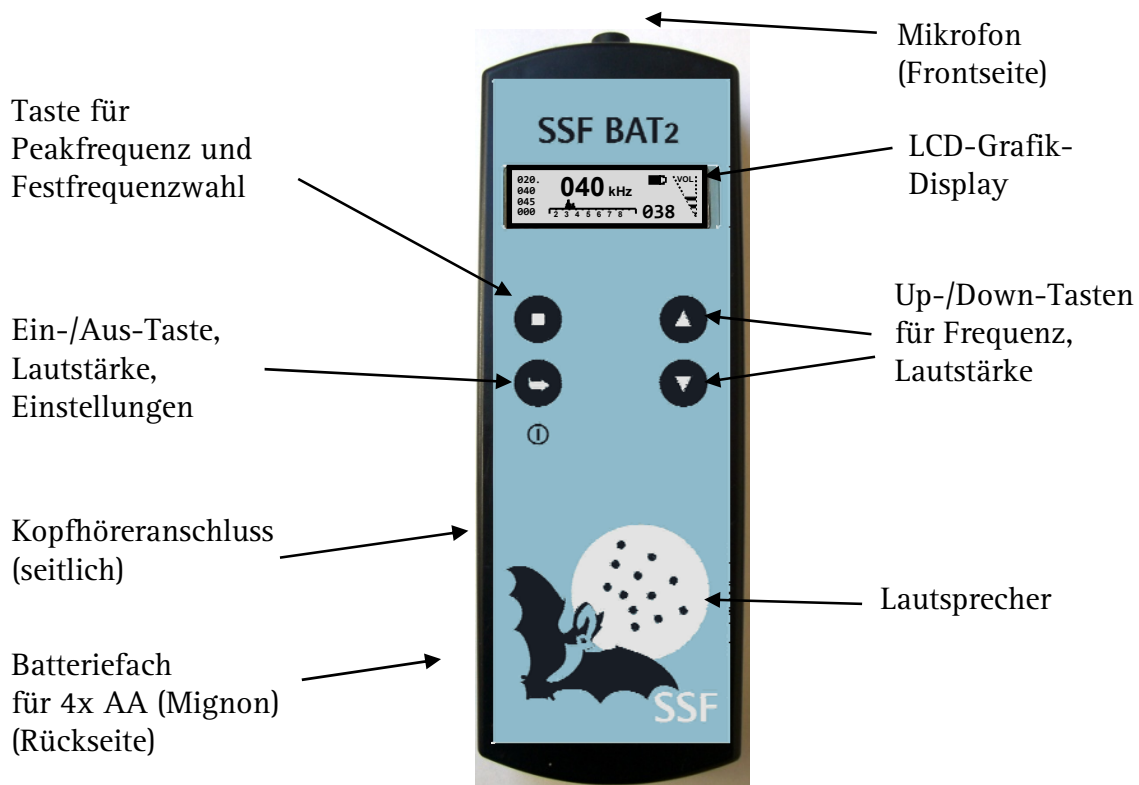 Mikrofon
(Frontseite)
Taste für
Peakfrequenz und
Festfrequenzwahl
SSF BAT2
LCD-Grafik-
Display
020.
040
045
000
040 kHz
VOL
2 3 4 5 6 7 8
038
Ein-/Aus-Taste,
Lautstärke,
Einstellungen
Up-/Down-Tasten
für Frequenz,
Lautstärke
Kopfhöreranschluss
(seitlich)
Lautsprecher
Batteriefach
für 4x AA (Mignon)
(Rückseite)
SSF